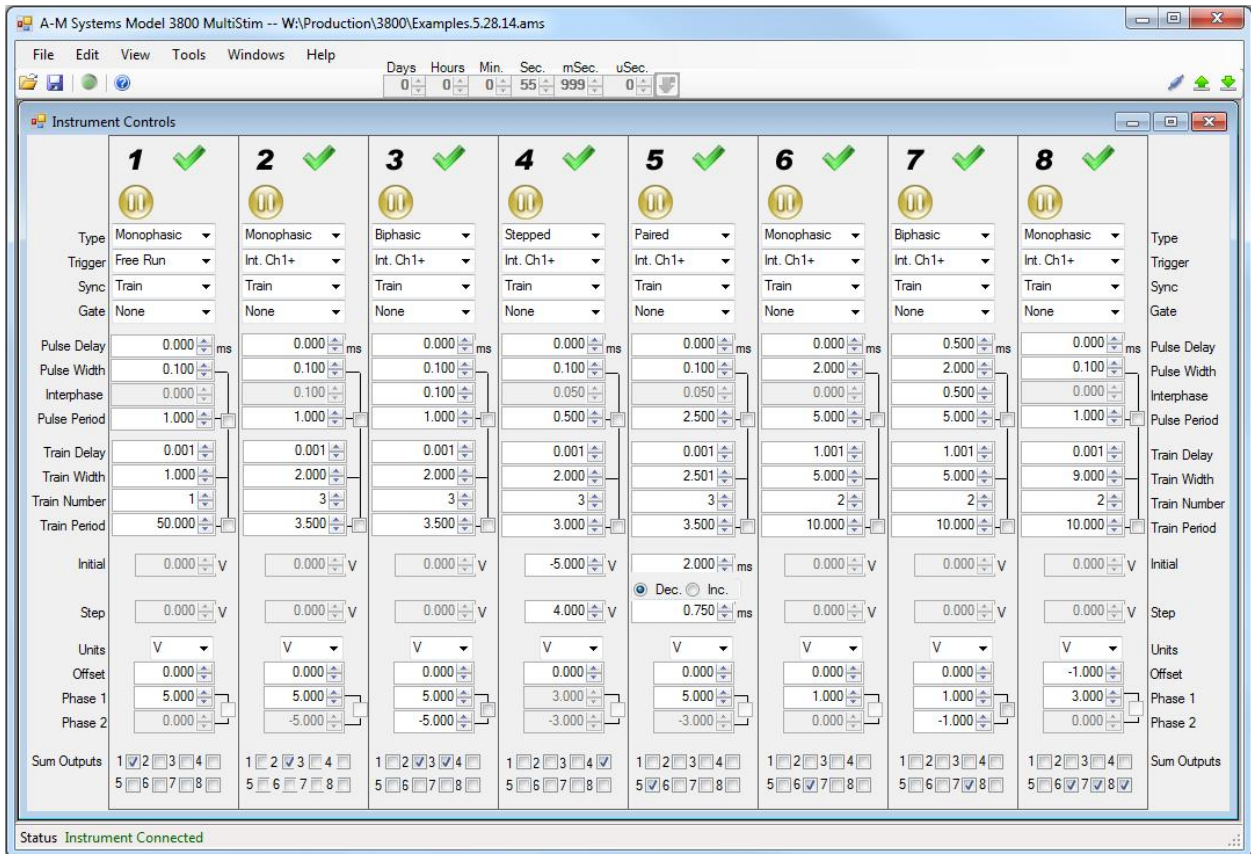 A-M Systems Model 3800 MultiStim -- W:\Production\3800\Examples.5.28.14.ams
File Edit View Tools Windows Help
Days Hours Min. Sec. mSec. uSec.
0 0 0 55 999 0
Instrument Controls
1 2 3 4 5 6 7 8
Type Monophasic Monophasic Biphasic Stepped Paired Monophasic Biphasic Monophasic Type
Trigger Free Run Int. Ch1+ Int. Ch1+ Int. Ch1+ Int. Ch1+ Int. Ch1+ Int. Ch1+ Int. Ch1+ Trigger
Sync Train Train Train Train Train Train Train Train Sync
Gate None None None None None None None None Gate
Pulse Delay 0.000 ms 0.000 ms 0.000 ms 0.000 ms 0.000 ms 0.000 ms 0.500 ms 0.000 ms Pulse Delay
Pulse Width 0.100 0.100 0.100 0.100 0.100 2.000 2.000 0.100 Pulse Width
Interphase 0.000 0.100 0.100 0.050 0.050 0.000 0.500 0.000 Interphase
Pulse Period 1.000 1.000 1.000 0.500 2.500 5.000 5.000 1.000 Pulse Period
Train Delay 0.001 0.001 0.001 0.001 0.001 1.001 1.001 0.001 Train Delay
Train Width 1.000 2.000 2.000 2.000 2.501 5.000 5.000 9.000 Train Width
Train Number 1 3 3 3 3 2 2 2 Train Number
Train Period 50.000 3.500 3.500 3.000 3.500 10.000 10.000 10.000 Train Period
Initial 0.000 V 0.000 V 0.000 V -5.000 V 2.000 ms 0.000 V 0.000 V 0.000 V Initial
Dec. Inc.
Step 0.000 V 0.000 V 0.000 V 4.000 V 0.750 ms 0.000 V 0.000 V 0.000 V Step
Units V V V V V V V V Units
Offset 0.000 0.000 0.000 0.000 0.000 0.000 0.000 -1.000 Offset
Phase 1 5.000 5.000 5.000 3.000 5.000 1.000 1.000 3.000 Phase 1
Phase 2 0.000 -5.000 -5.000 -3.000 -3.000 0.000 -1.000 0.000 Phase 2
Sum Outputs 1 2 3 4 1 2 3 4 1 2 3 4 1 2 3 4 1 2 3 4 1 2 3 4 1 2 3 4 1 2 3 4 Sum Outputs
5 6 7 8 5 6 7 8 5 6 7 8 5 6 7 8 5 6 7 8 5 6 7 8 5 6 7 8 5 6 7 8
Status Instrument Connected